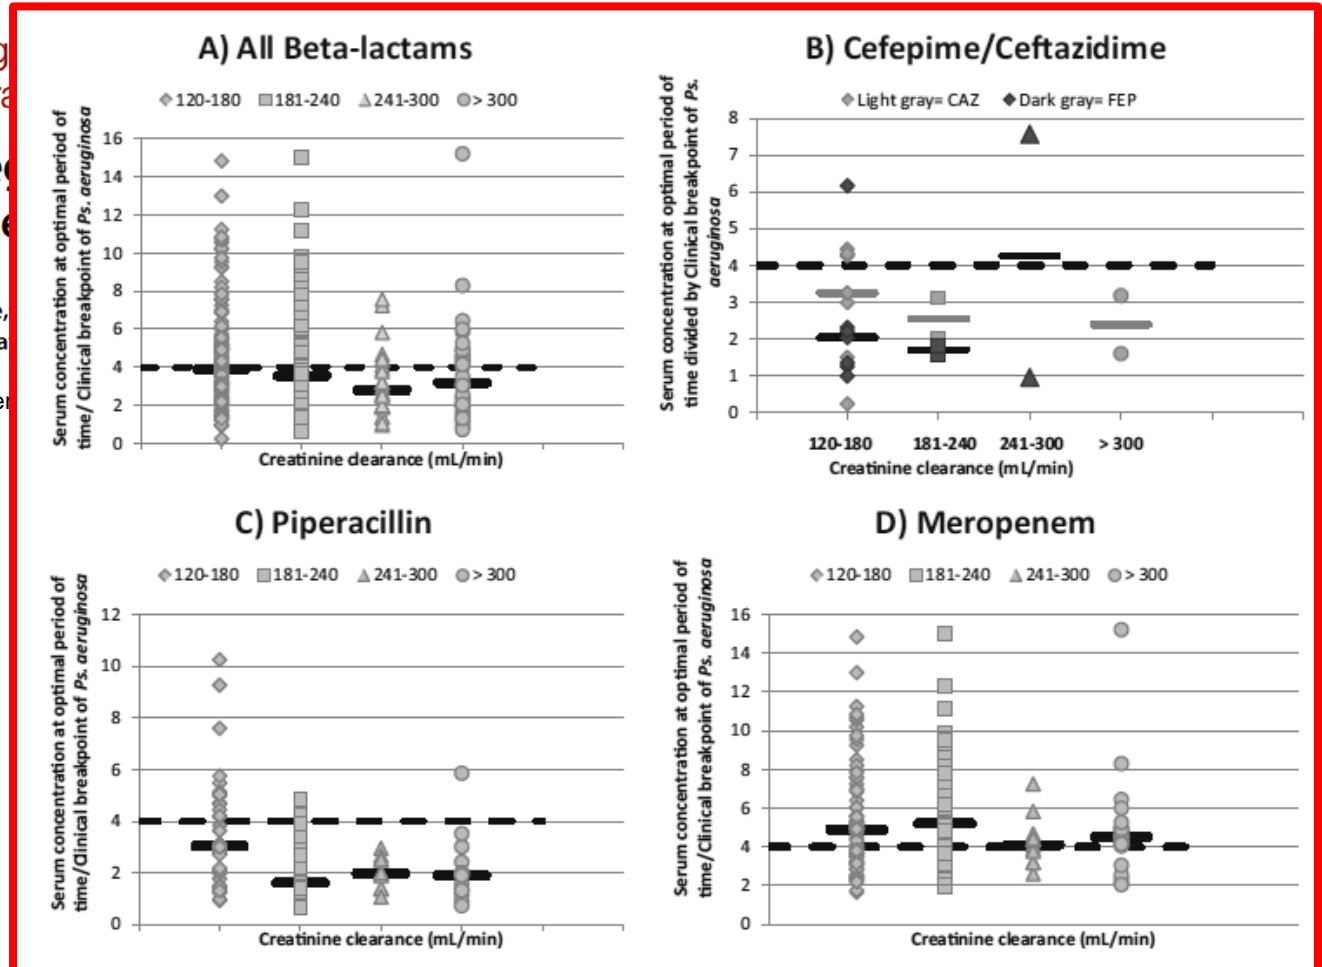 A) All Beta-lactams
120-180 181-240 241-300 > 300
Serum concentration at optimal period of
time/ Clinical breakpoint of Ps. aeruginosa
16
14
12
10
8
6
4
2
0
Creatinine clearance (mL/min)
B) Cefepime/Ceftazidime
Light gray= CAZ Dark gray= FEP
Serum concentration at optimal period of
time divided by Clinical breakpoint of Ps.
aeruginosa
8
7
6
5
4
3
2
1
0
120-180 181-240 241-300 > 300
Creatinine clearance (mL/min)
C) Piperacillin
120-180 181-240 241-300 > 300
Serum concentration at optimal period of
time/Clinical breakpoint of Ps. aeruginosa
12
10
8
6
4
2
0
Creatinine clearance (mL/min)
D) Meropenem
120-180 181-240 241-300 > 300
Serum concentration at optimal period of
time/Clinical breakpoint of Ps. aeruginosa
16
14
12
10
8
6
4
2
0
Creatinine clearance (mL/min)